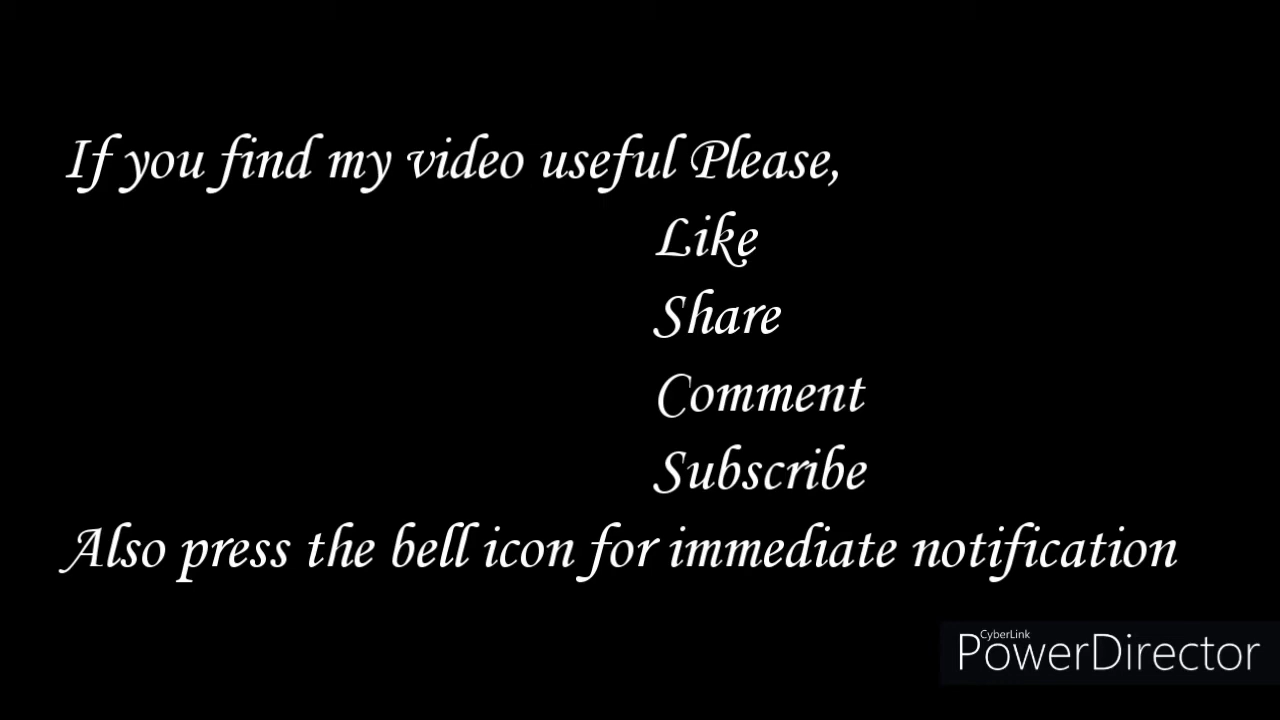 If you find my video useful Please,
Like
Share
Comment
Subscribe
Also press the bell icon for immediate notification
CyberLink
PowerDirector